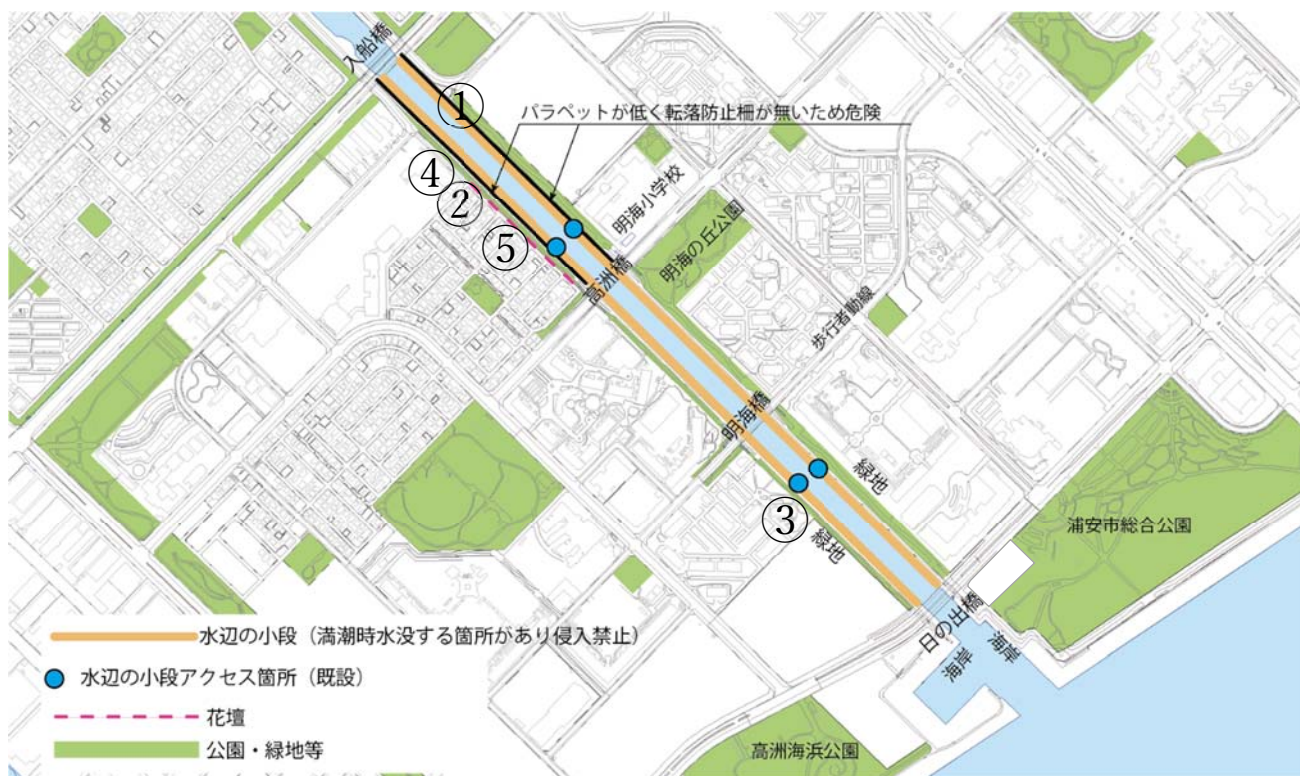 入船橋
①
パラペットが低く転落防止柵が無いため危険
④
②
⑤
明海小学校
明海の丘公園
高洲橋
歩行者動線
明海橋
③
緑地
緑地
浦安市総合公園
日の出橋
海岸
海岸
高洲海浜公園
水辺の小段（満潮時水没する箇所があり侵入禁止）
水辺の小段アクセス箇所（既設）
花壇
公園・緑地等